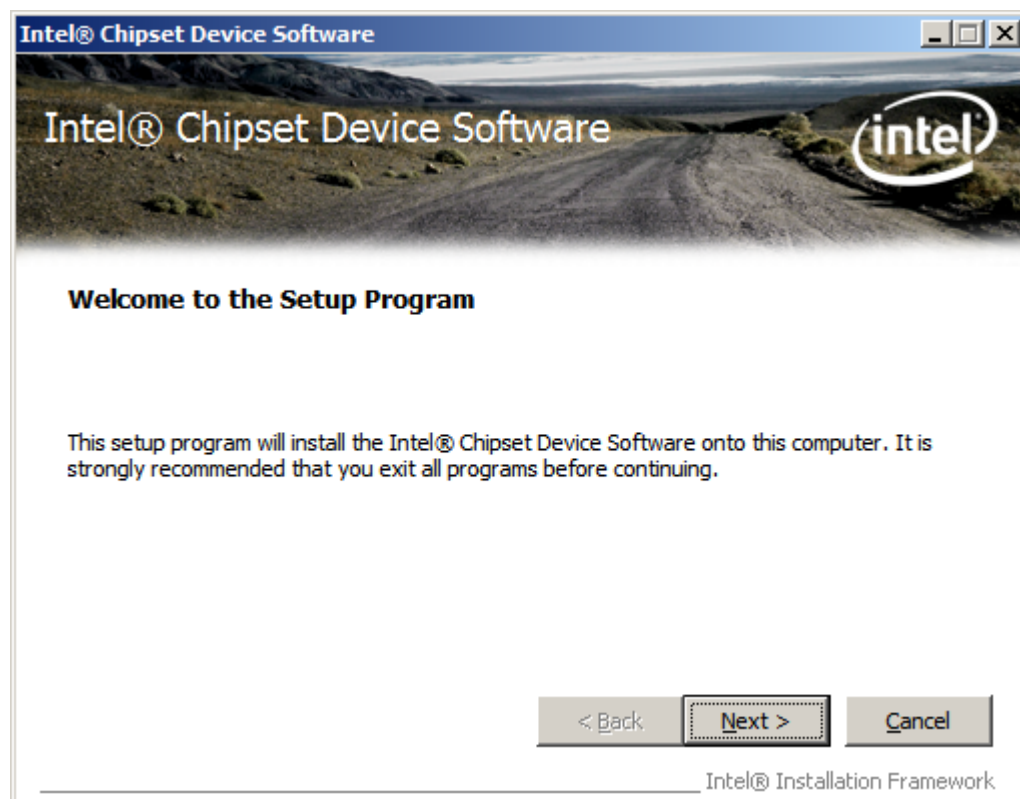 Intel® Chipset Device Software
Intel® Chipset Device Software
intel
Welcome to the Setup Program
This setup program will install the Intel® Chipset Device Software onto this computer. It is
strongly recommended that you exit all programs before continuing.
< Back Next > Cancel
Intel® Installation Framework